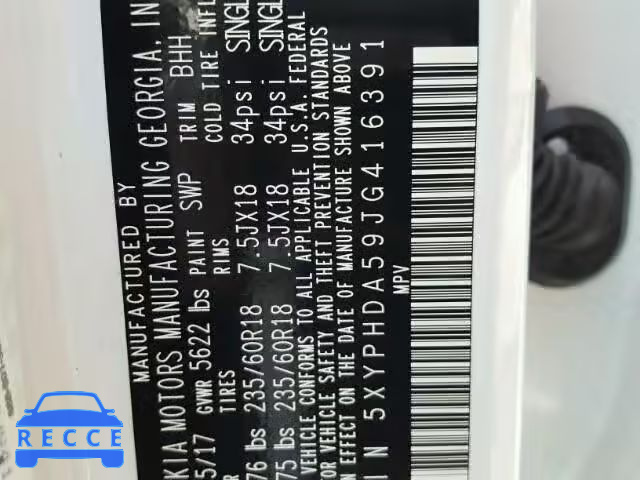 MANUFACTURED BY
KIA MOTORS MANUFACTURING GEORGIA, IN
5/17 GVWR 5622 lbs PAINT SWP TRIM BHH
TIRES RIMS COLD TIRE INFL
76 lbs 235/60R18 7.5JX18 34psi SINGL
75 lbs 235/60R18 7.5JX18 34psi SINGL
VEHICLE CONFORMS TO ALL APPLICABLE U.S.A. FEDERAL
VEHICLE SAFETY AND THEFT PREVENTION STANDARDS
ON THE DATE OF MANUFACTURE SHOWN ABOVE
IN 5XYPHDA59JG416391
MPV
RECCE